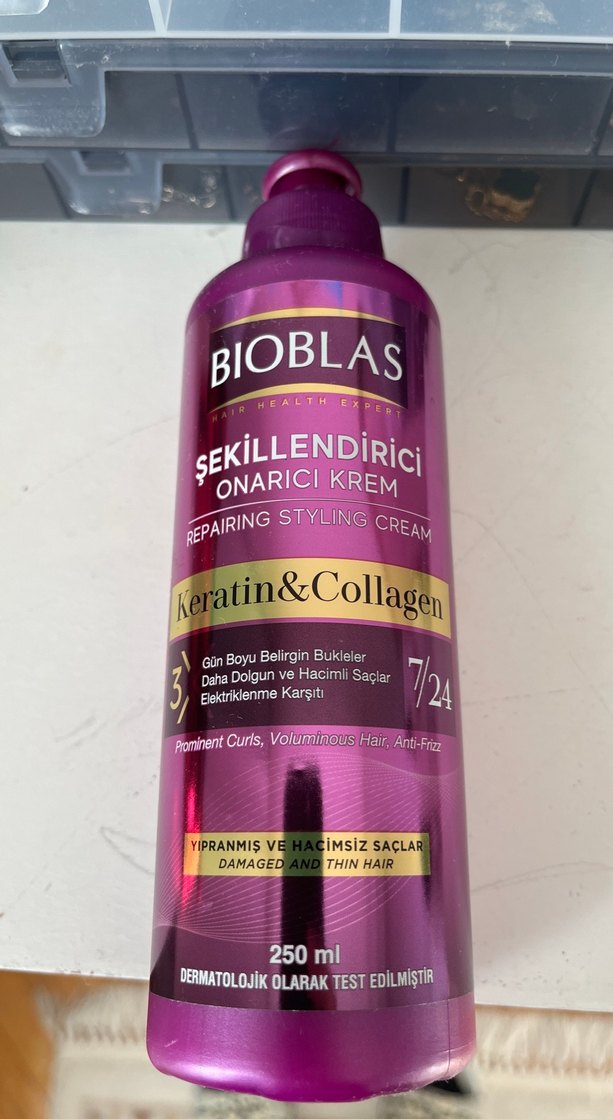 BIOBLAS
HAIR HEALTH EXPERT
ŞEKİLLENDİRİCİ
ONARICI KREM
REPAIRING STYLING CREAM
Keratin&Collagen
3
Gün Boyu Belirgin Bukleler
Daha Dolgun ve Hacimli Saçlar
Elektriklenme Karşıtı
7/24
Prominent Curls, Voluminous Hair, Anti-Frizz
YIPRANMIŞ VE HACİMSİZ SAÇLAR
DAMAGED AND THIN HAIR
250 ml
DERMATOLOJİK OLARAK TEST EDİLMİŞTİR